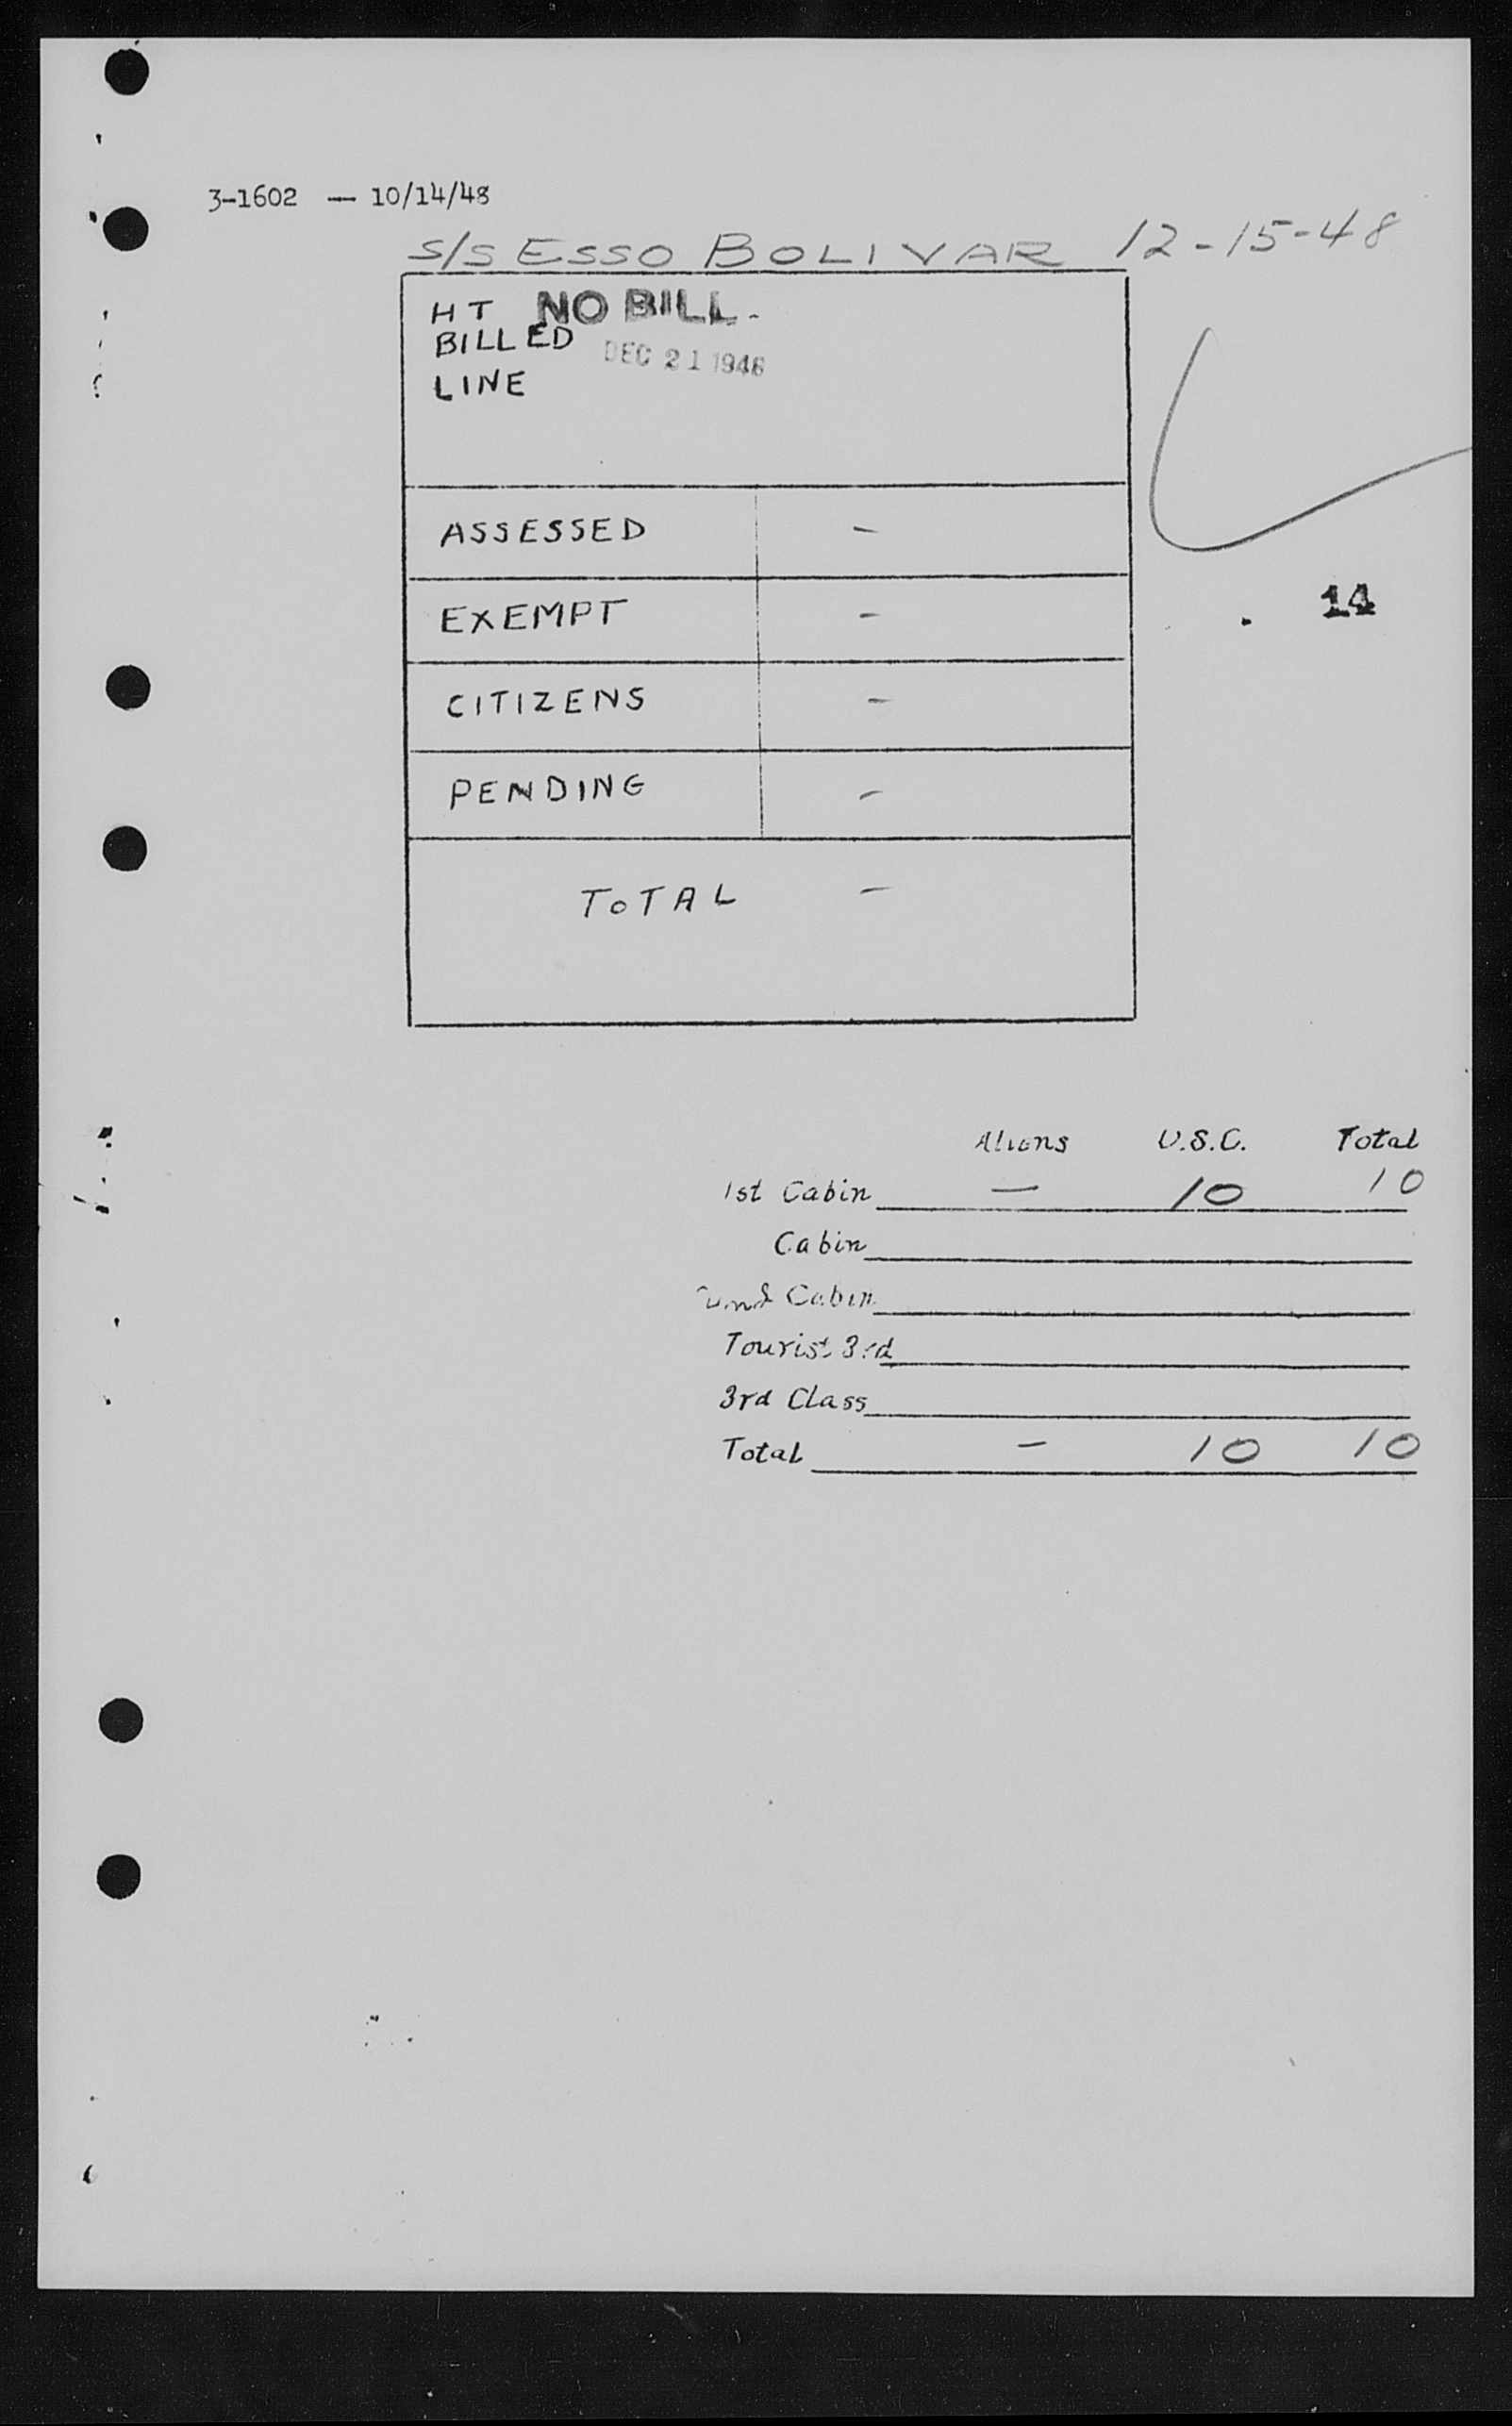 3-1602 — 10/14/48
S/S ESSO BOLIVAR 12-15-48
HT NO BILL
BILLED
DEC 21 1948
LINE
ASSESSED —
EXEMPT —
14
CITIZENS —
PENDING —
TOTAL —
Aliens U.S.C. Total
1st Cabin — 10 10
Cabin
Cabin
Tourist 3rd
3rd Class
Total — 10 10